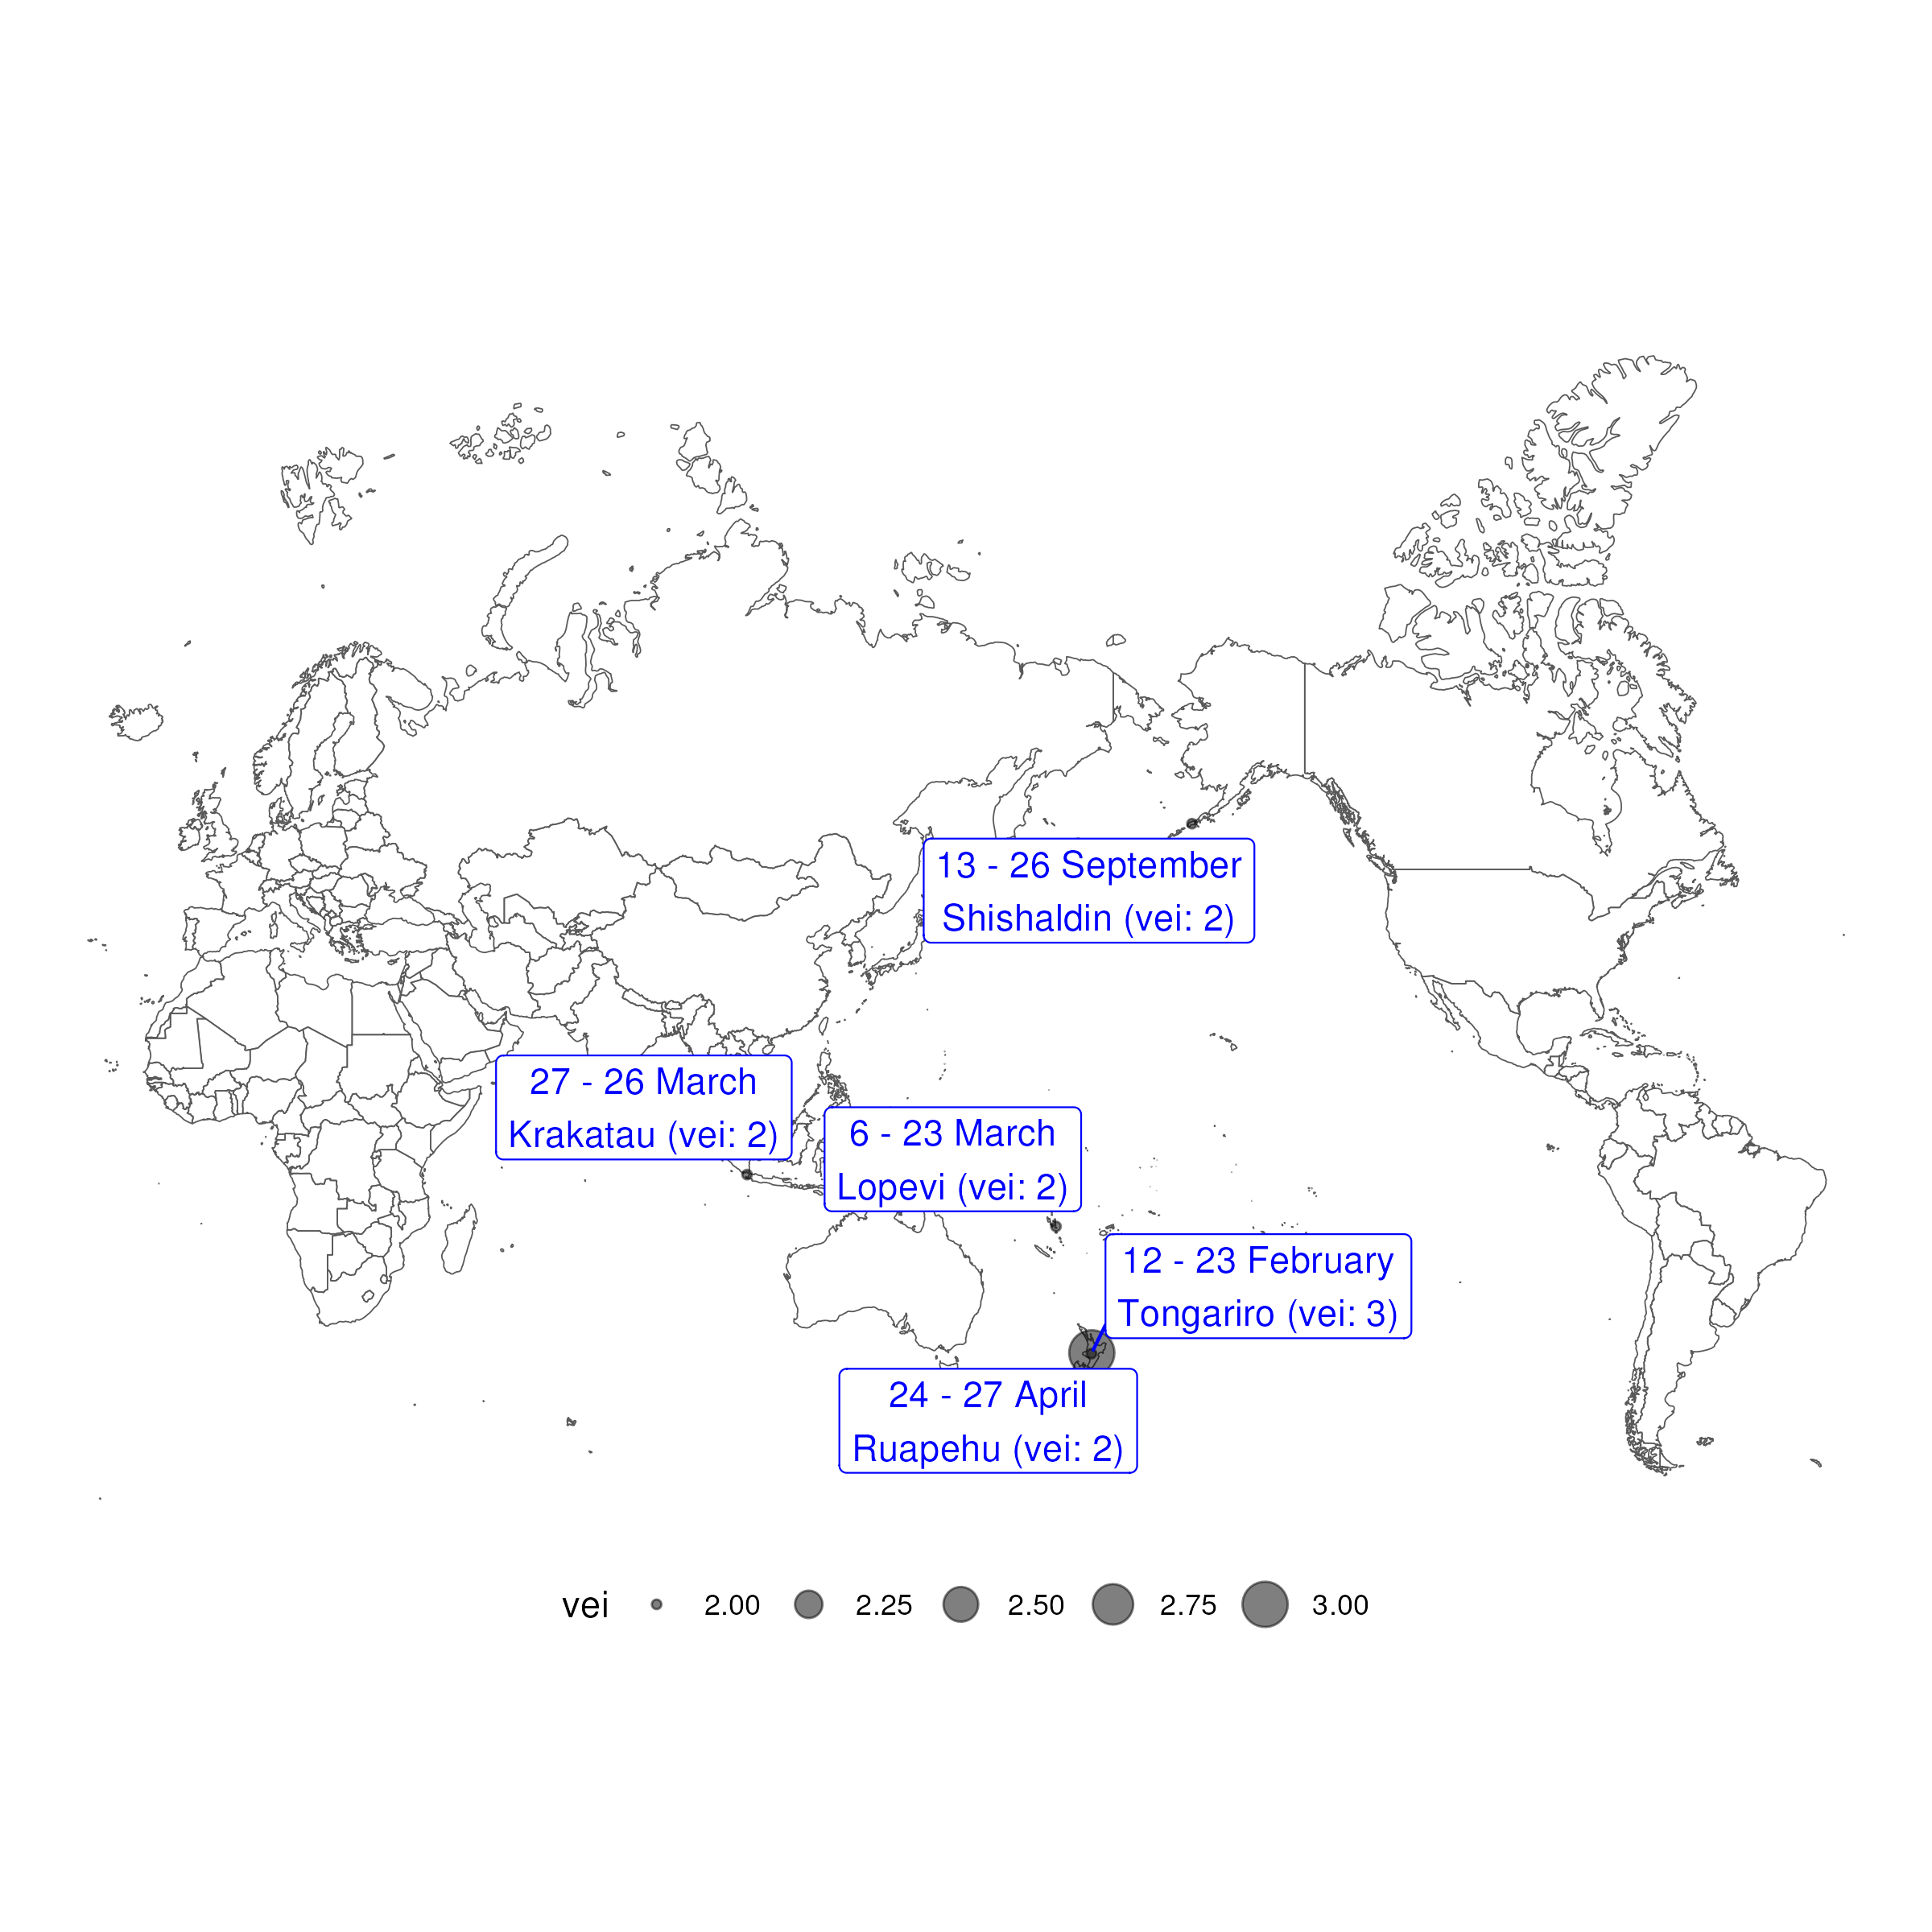 13 - 26 September
Shishaldin (vei: 2)
27 - 26 March
Krakatau (vei: 2)
6 - 23 March
Lopevi (vei: 2)
12 - 23 February
Tongariro (vei: 3)
24 - 27 April
Ruapehu (vei: 2)
vei 2.00 2.25 2.50 2.75 3.00